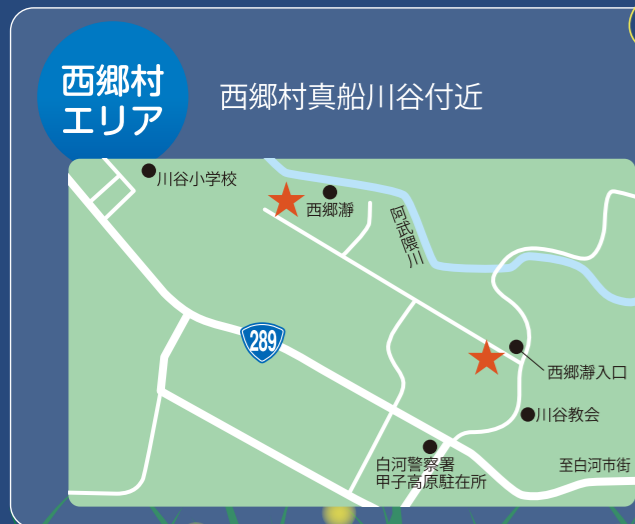 西郷村
エリア
西郷村真船川谷付近
川谷小学校
西郷瀞
阿武隈川
289
西郷瀞入口
川谷教会
白河警察署
甲子高原駐在所
至白河市街